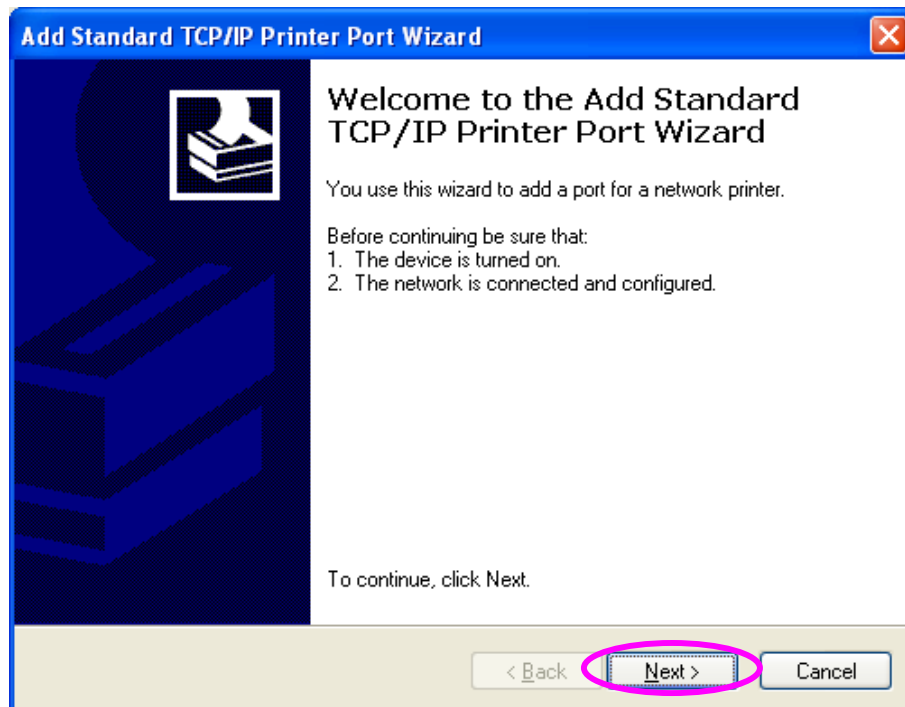 Add Standard TCP/IP Printer Port Wizard
Welcome to the Add Standard
TCP/IP Printer Port Wizard
You use this wizard to add a port for a network printer.
Before continuing be sure that:
1. The device is turned on.
2. The network is connected and configured.
To continue, click Next.
< Back
Next >
Cancel